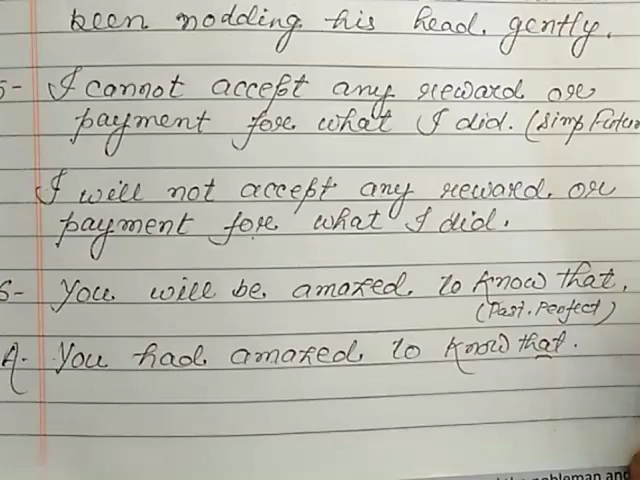 been nodding his head. gently.
5- I cannot accept any reward or
payment for what I did. (Simp Futur
I will not accept any reward. or
payment for what I did.
6- You will be amazed to know that.
(Past. Perfect)
A. You had amazed to know that.
nobleman and